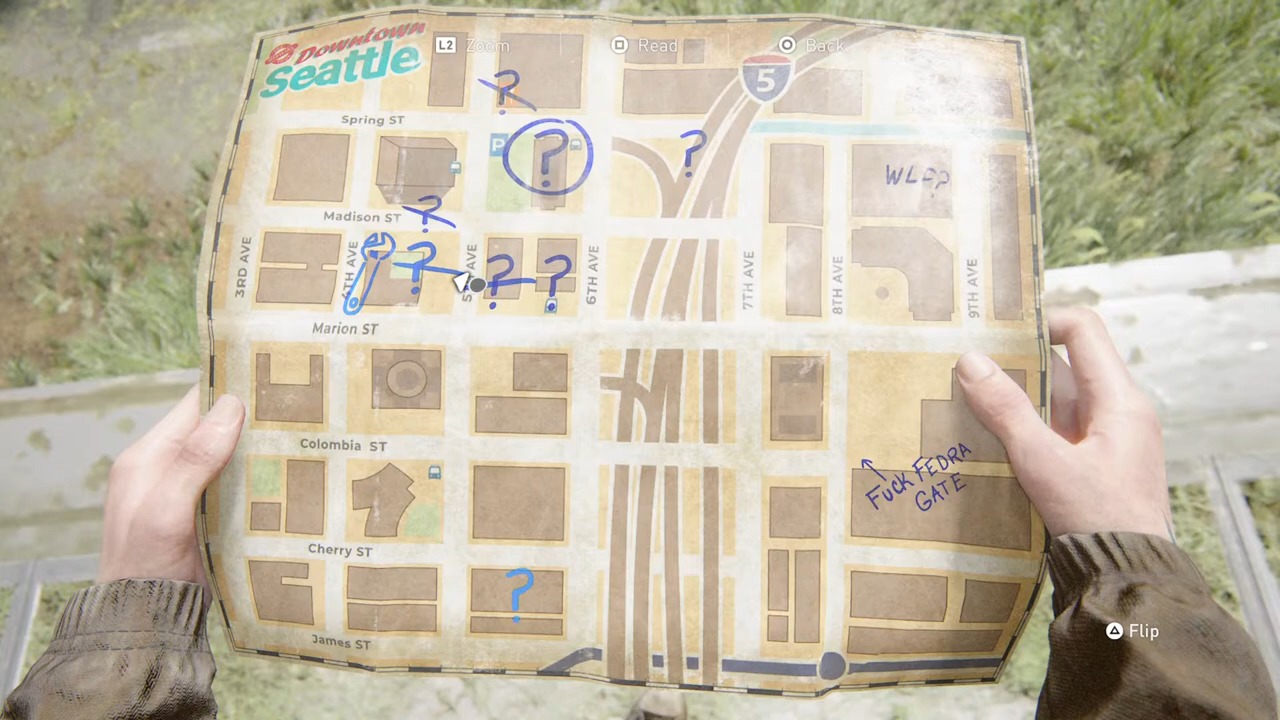 L2 Zoom
Read
Back
Downtown
Seattle
5
?
Spring ST
P
?
?
WLFP
Madison ST
?
3RD AVE
4TH AVE
?
5TH AVE
?
?
6TH AVE
7TH AVE
8TH AVE
9TH AVE
Marion ST
Colombia ST
FUCK FEDRA
GATE
Cherry ST
?
James ST
Flip